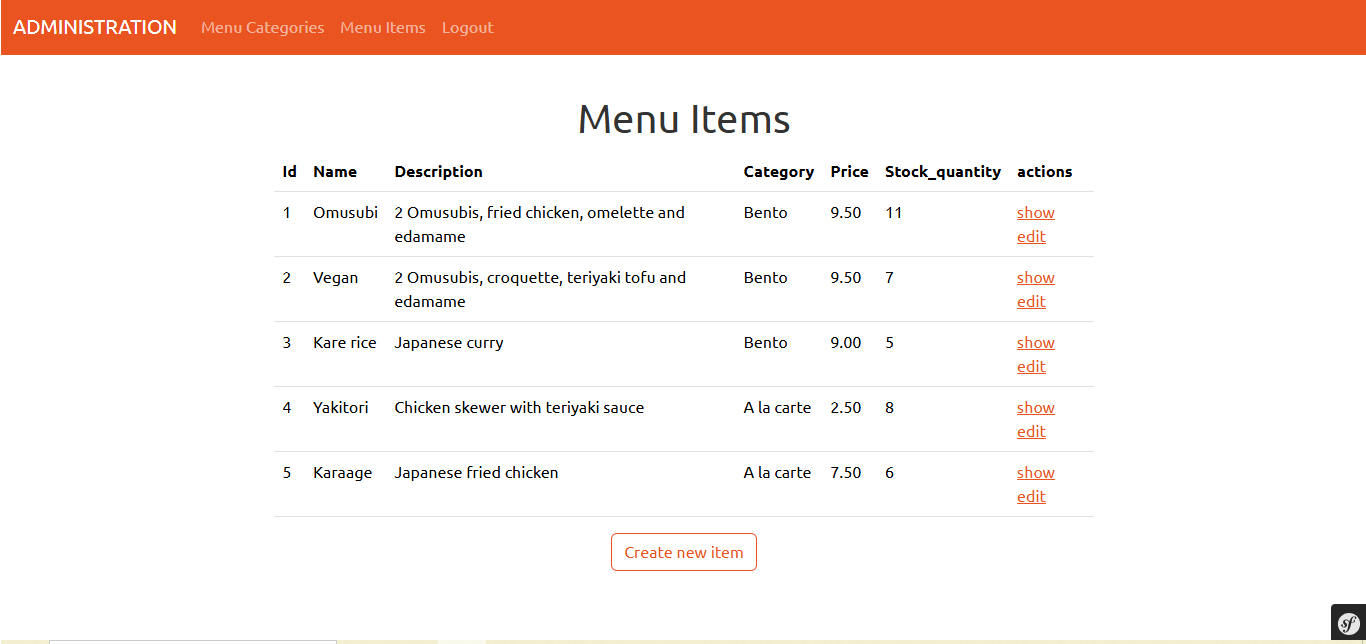 ADMINISTRATION Menu Categories Menu Items Logout
Menu Items
Id Name Description Category Price Stock_quantity actions
1 Omusubi 2 Omusubis, fried chicken, omelette and Bento 9.50 11 show
edamame edit
2 Vegan 2 Omusubis, croquette, teriyaki tofu and Bento 9.50 7 show
edamame edit
3 Kare rice Japanese curry Bento 9.00 5 show
edit
4 Yakitori Chicken skewer with teriyaki sauce A la carte 2.50 8 show
edit
5 Karaage Japanese fried chicken A la carte 7.50 6 show
edit
Create new item
sf